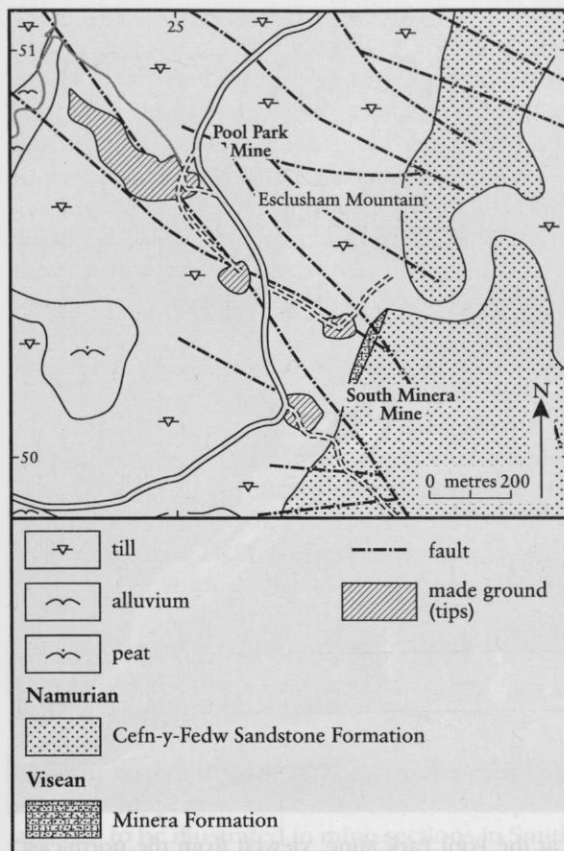 25
51
Pool Park
Mine
Esclusham Mountain
South Minera
Mine
N
50
0 metres 200
till
fault
alluvium
made ground
(tips)
peat
Namurian
Cefn-y-Fedw Sandstone Formation
Visean
Minera Formation